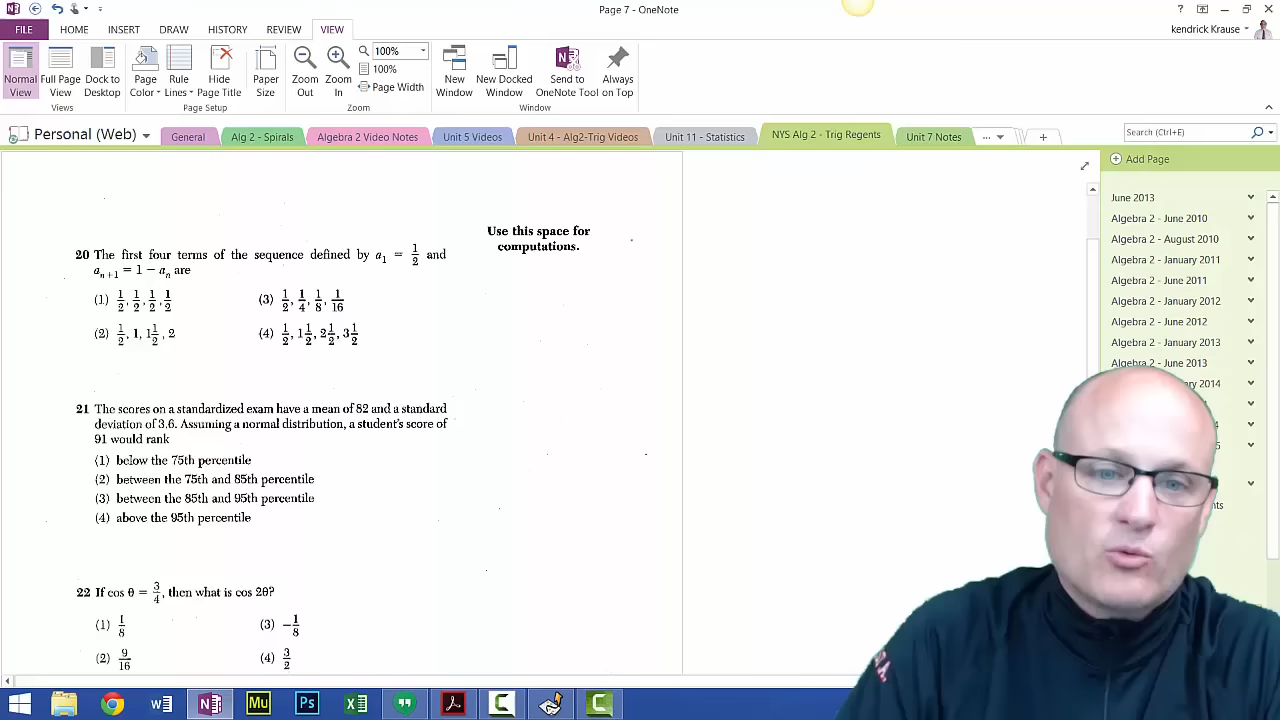 Page 7 - OneNote
FILE HOME INSERT DRAW HISTORY REVIEW VIEW
kendrick Krause
Normal View
Full Page View
Dock to Desktop
Page Color
Rule Lines
Hide Page Title
Paper Size
Zoom Out
Zoom In
100%
100%
Page Width
New Window
New Docked Window
Send to OneNote Tool
Always on Top
Views Page Setup Zoom Window
Personal (Web)
General Alg 2 - Spirals Algebra 2 Video Notes Unit 5 Videos Unit 4 - Alg2-Trig Videos Unit 11 - Statistics NYS Alg 2 - Trig Regents Unit 7 Notes ... +
Search (Ctrl+E)
Add Page
June 2013
Algebra 2 - June 2010
Algebra 2 - August 2010
Algebra 2 - January 2011
Algebra 2 - June 2011
Algebra 2 - January 2012
Algebra 2 - June 2012
Algebra 2 - January 2013
Algebra 2 - June 2013
2014
Use this space for
computations.
20 The first four terms of the sequence defined by a₁ = 1/2 and
aₙ₊₁ = 1 − aₙ are
(1) 1/2, 1/2, 1/2, 1/2 (3) 1/2, 1/4, 1/8, 1/16
(2) 1/2, 1, 1 1/2, 2 (4) 1/2, 1 1/2, 2 1/2, 3 1/2
21 The scores on a standardized exam have a mean of 82 and a standard
deviation of 3.6. Assuming a normal distribution, a student's score of
91 would rank
(1) below the 75th percentile
(2) between the 75th and 85th percentile
(3) between the 85th and 95th percentile
(4) above the 95th percentile
22 If cos θ = 3/4, then what is cos 2θ?
(1) 1/8 (3) −1/8
(2) 9/16 (4) 3/2
Mu Ps